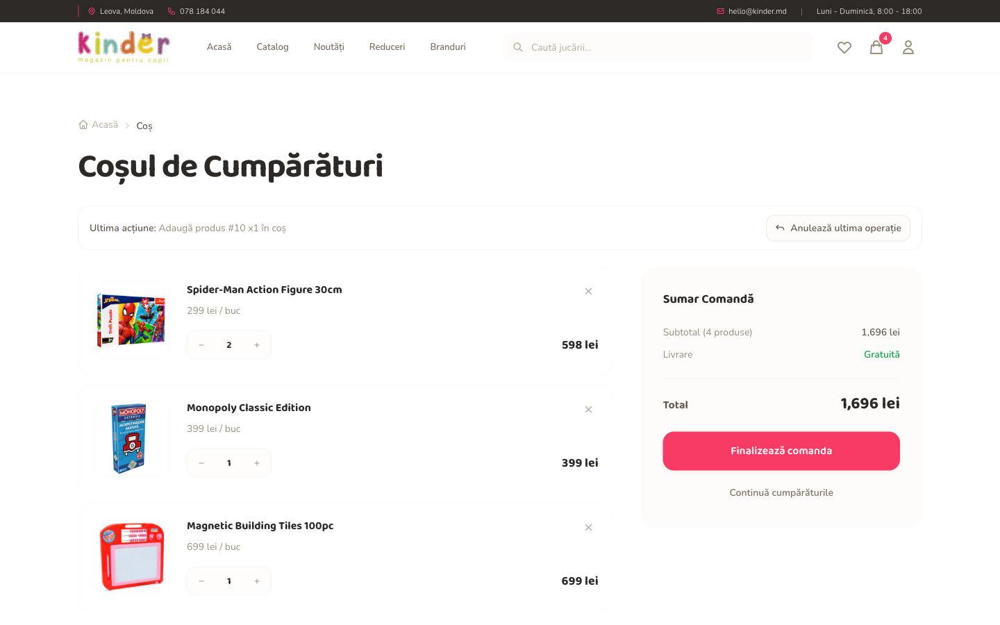 Leova, Moldova
078 184 044
hello@kinder.md
|
Luni - Duminică, 8:00 - 18:00
kinder
magazin pentru copii
Acasă
Catalog
Noutăți
Reduceri
Branduri
Caută jucării...
4
Acasă
Coș
Coșul de Cumpărături
Ultima acțiune: Adaugă produs #10 x1 în coș
Anulează ultima operație
Spider-Man Action Figure 30cm
299 lei / buc
− 2 +
598 lei
Trefl Puzzle
Monopoly Classic Edition
399 lei / buc
− 1 +
399 lei
MONOPOLY
Magnetic Building Tiles 100pc
699 lei / buc
− 1 +
699 lei
Sumar Comandă
Subtotal (4 produse) 1,696 lei
Livrare Gratuită
Total 1,696 lei
Finalizează comanda
Continuă cumpărăturile